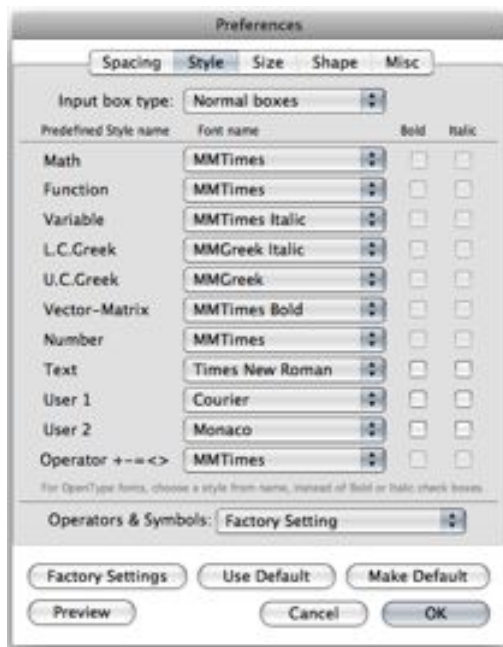 Preferences
Spacing Style Size Shape Misc
Input box type: Normal boxes
Predefined Style name Font name Bold Italic
Math MMTimes
Function MMTimes
Variable MMTimes Italic
L.C.Greek MMGreek Italic
U.C.Greek MMGreek
Vector-Matrix MMTimes Bold
Number MMTimes
Text Times New Roman
User 1 Courier
User 2 Monaco
Operator +-=<> MMTimes
For OpenType fonts, choose a style from name, instead of Bold or Italic check boxes
Operators & Symbols: Factory Setting
Factory Settings Use Default Make Default
Preview Cancel OK